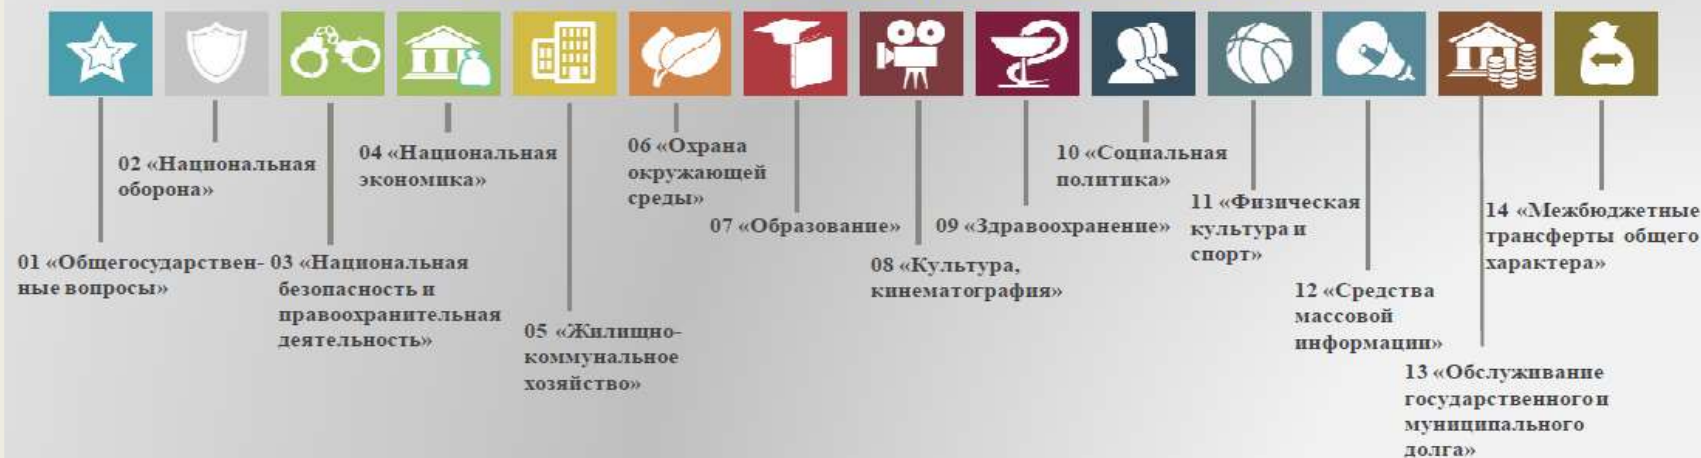 01 «Общегосударствен-
ные вопросы»
02 «Национальная
оборона»
03 «Национальная
безопасность и
правоохранительная
деятельность»
04 «Национальная
экономика»
05 «Жилищно-
коммунальное
хозяйство»
06 «Охрана
окружающей
среды»
07 «Образование»
08 «Культура,
кинематография»
09 «Здравоохранение»
10 «Социальная
политика»
11 «Физическая
культура и
спорт»
12 «Средства
массовой
информации»
13 «Обслуживание
государственного и
муниципального
долга»
14 «Межбюджетные
трансферты общего
характера»